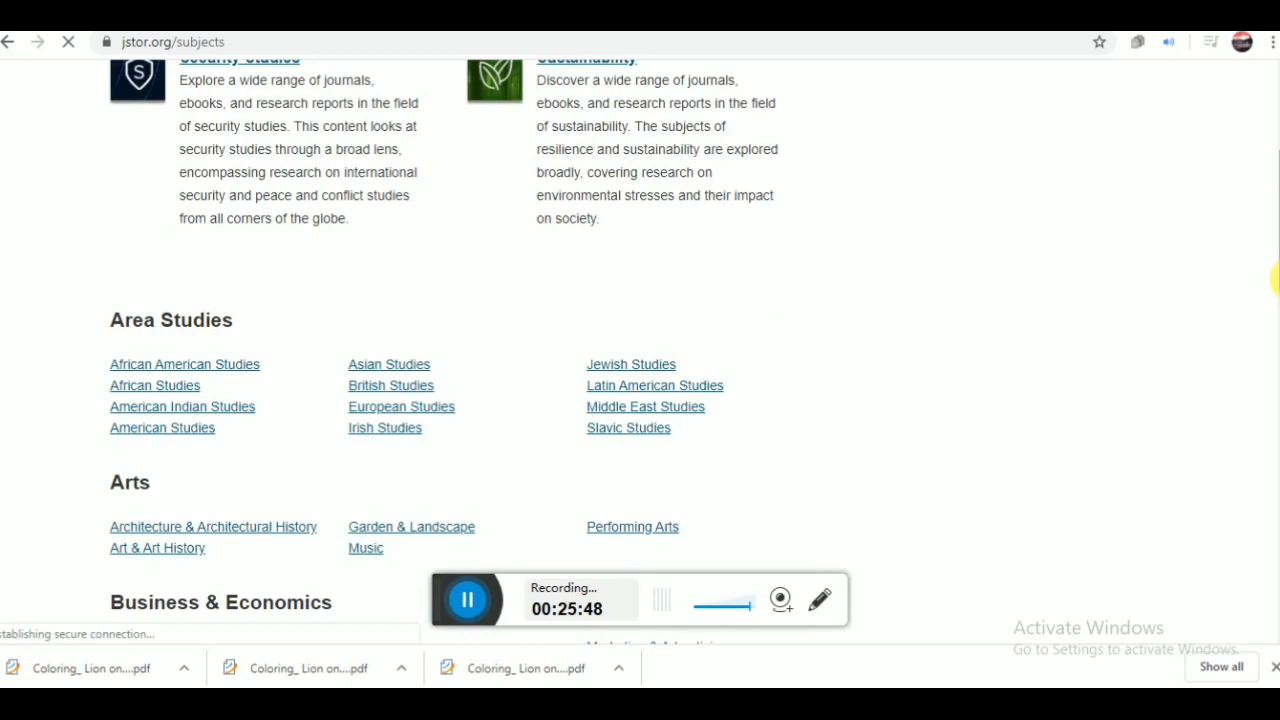 jstor.org/subjects
Security Studies
Explore a wide range of journals,
ebooks, and research reports in the field
of security studies. This content looks at
security studies through a broad lens,
encompassing research on international
security and peace and conflict studies
from all corners of the globe.
Sustainability
Discover a wide range of journals,
ebooks, and research reports in the field
of sustainability. The subjects of
resilience and sustainability are explored
broadly, covering research on
environmental stresses and their impact
on society.
Area Studies
African American Studies
African Studies
American Indian Studies
American Studies
Asian Studies
British Studies
European Studies
Irish Studies
Jewish Studies
Latin American Studies
Middle East Studies
Slavic Studies
Arts
Architecture & Architectural History
Art & Art History
Garden & Landscape
Music
Performing Arts
Business & Economics
Recording...
00:25:48
tablishing secure connection...
Activate Windows
Go to Settings to activate Windows.
Coloring_ Lion on....pdf
Coloring_ Lion on....pdf
Coloring_ Lion on....pdf
Show all